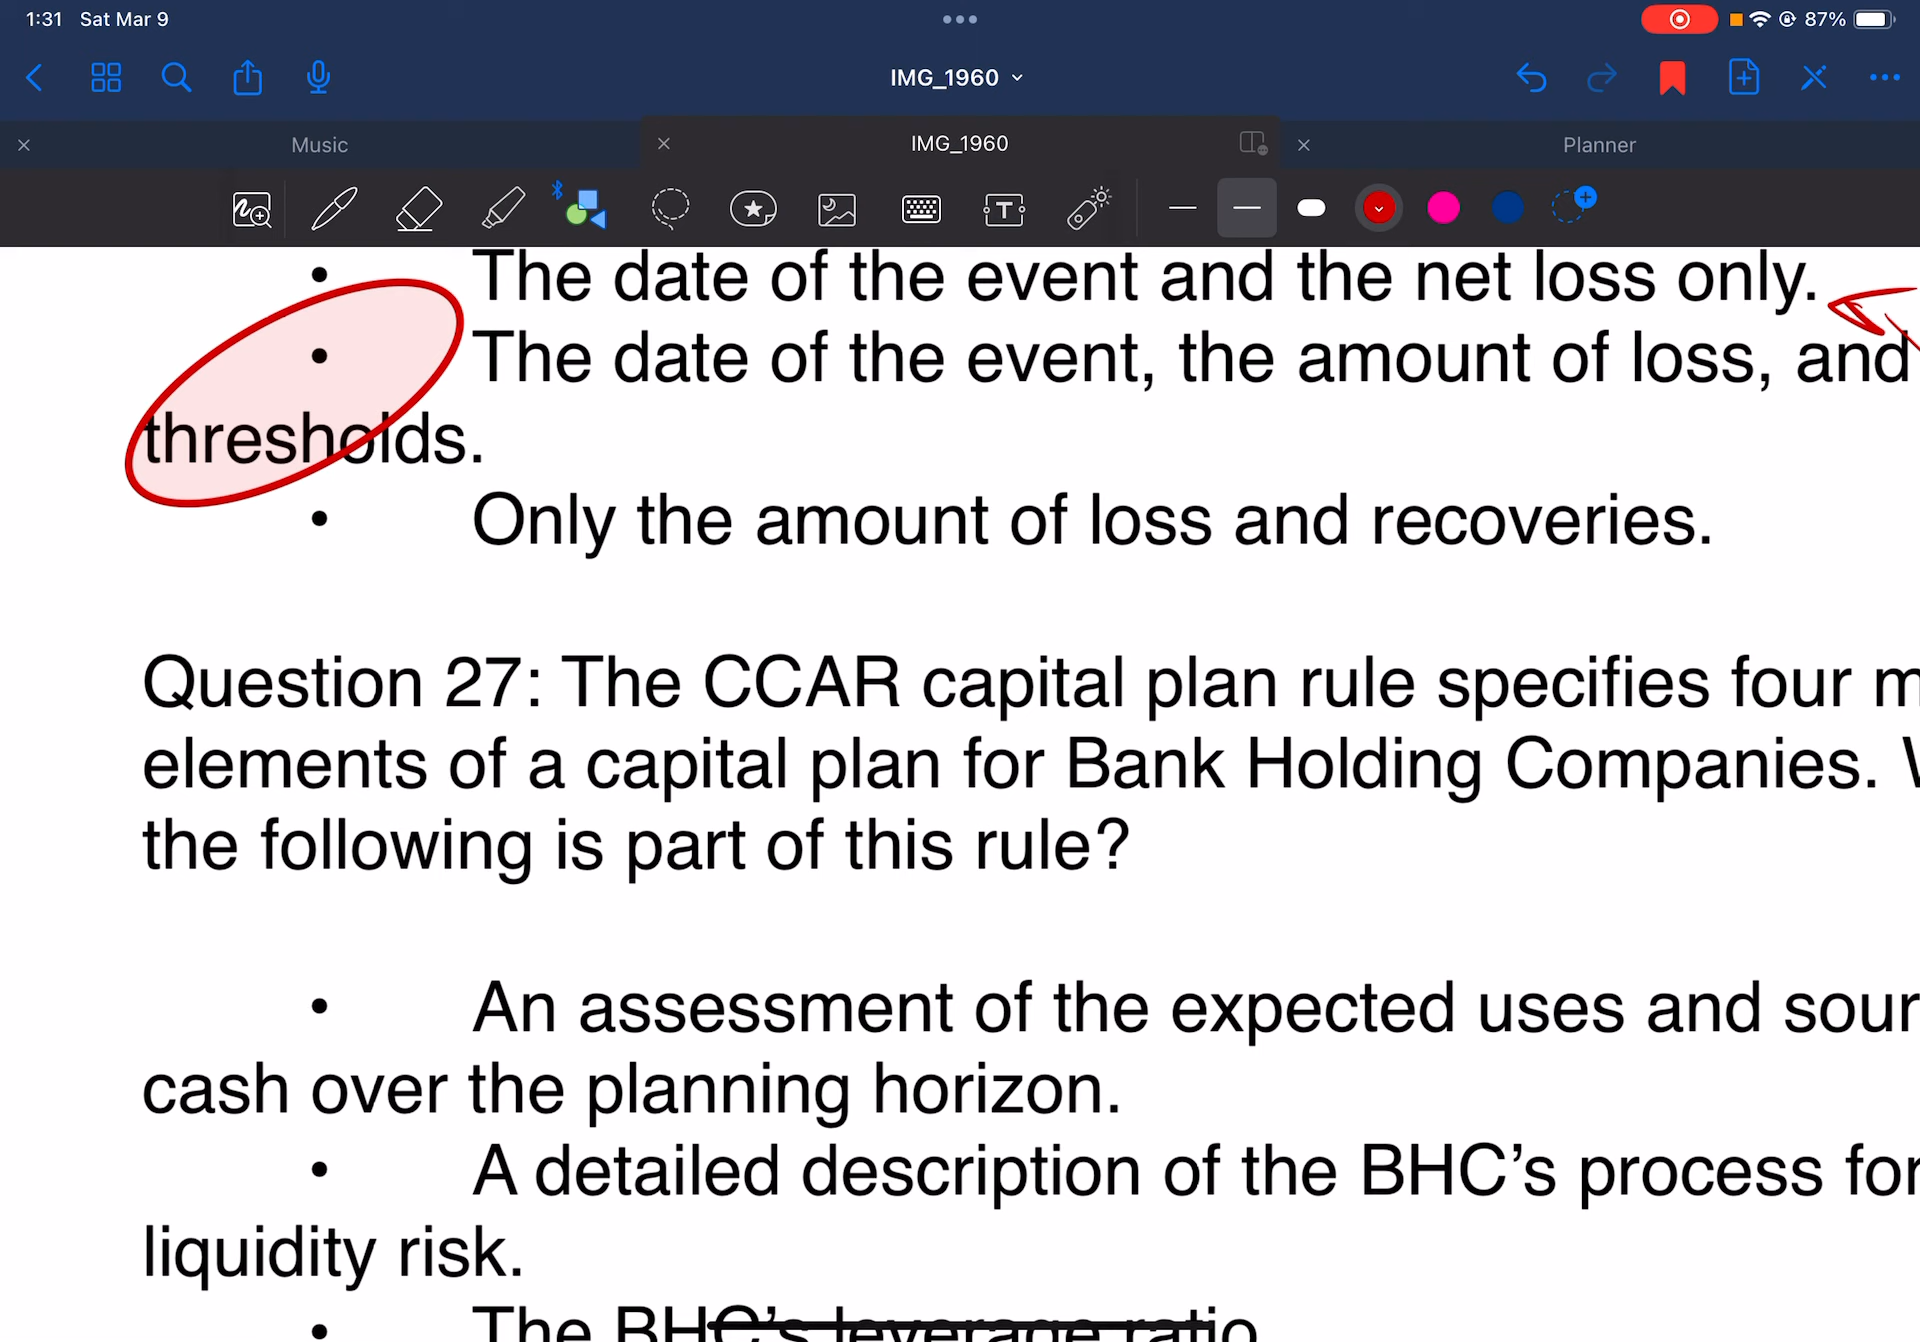 1:31 Sat Mar 9
87%
IMG_1960
Music
IMG_1960
Planner
• The date of the event and the net loss only.
• The date of the event, the amount of loss, and
thresholds.
• Only the amount of loss and recoveries.
Question 27: The CCAR capital plan rule specifies four
elements of a capital plan for Bank Holding Companies.
the following is part of this rule?
• An assessment of the expected uses and
cash over the planning horizon.
• A detailed description of the BHC’s process for
liquidity risk.
• The BHC’s leverage ratio